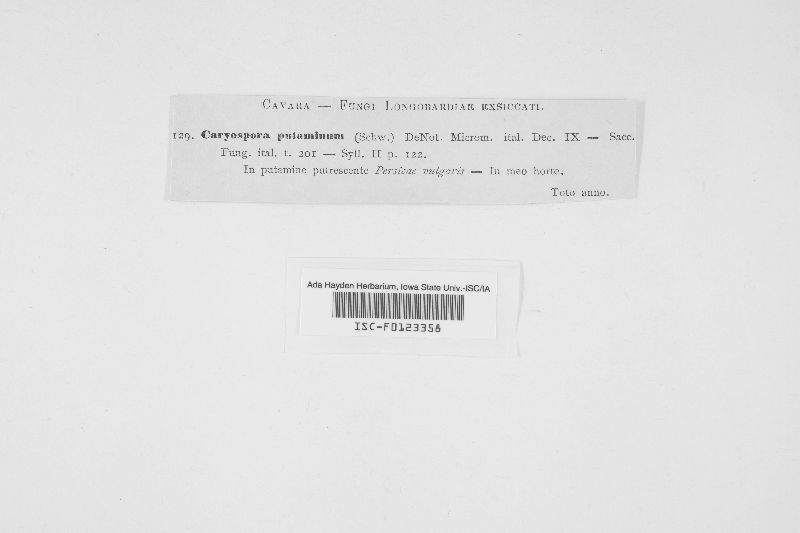 CAVARA — FUNGI LONGOBARDIAE EXSICCATI.
129. Caryospora putaminum (Schw.) DeNot. Microm. ital. Dec. IX — Sacc.
Fung. ital. t. 201 — Syll. II p. 122.
In putamine putrescente Persicae vulgaris — In meo horto.
Toto anno.
Ada Hayden Herbarium, Iowa State Univ.-ISC/IA
ISC-F0123358